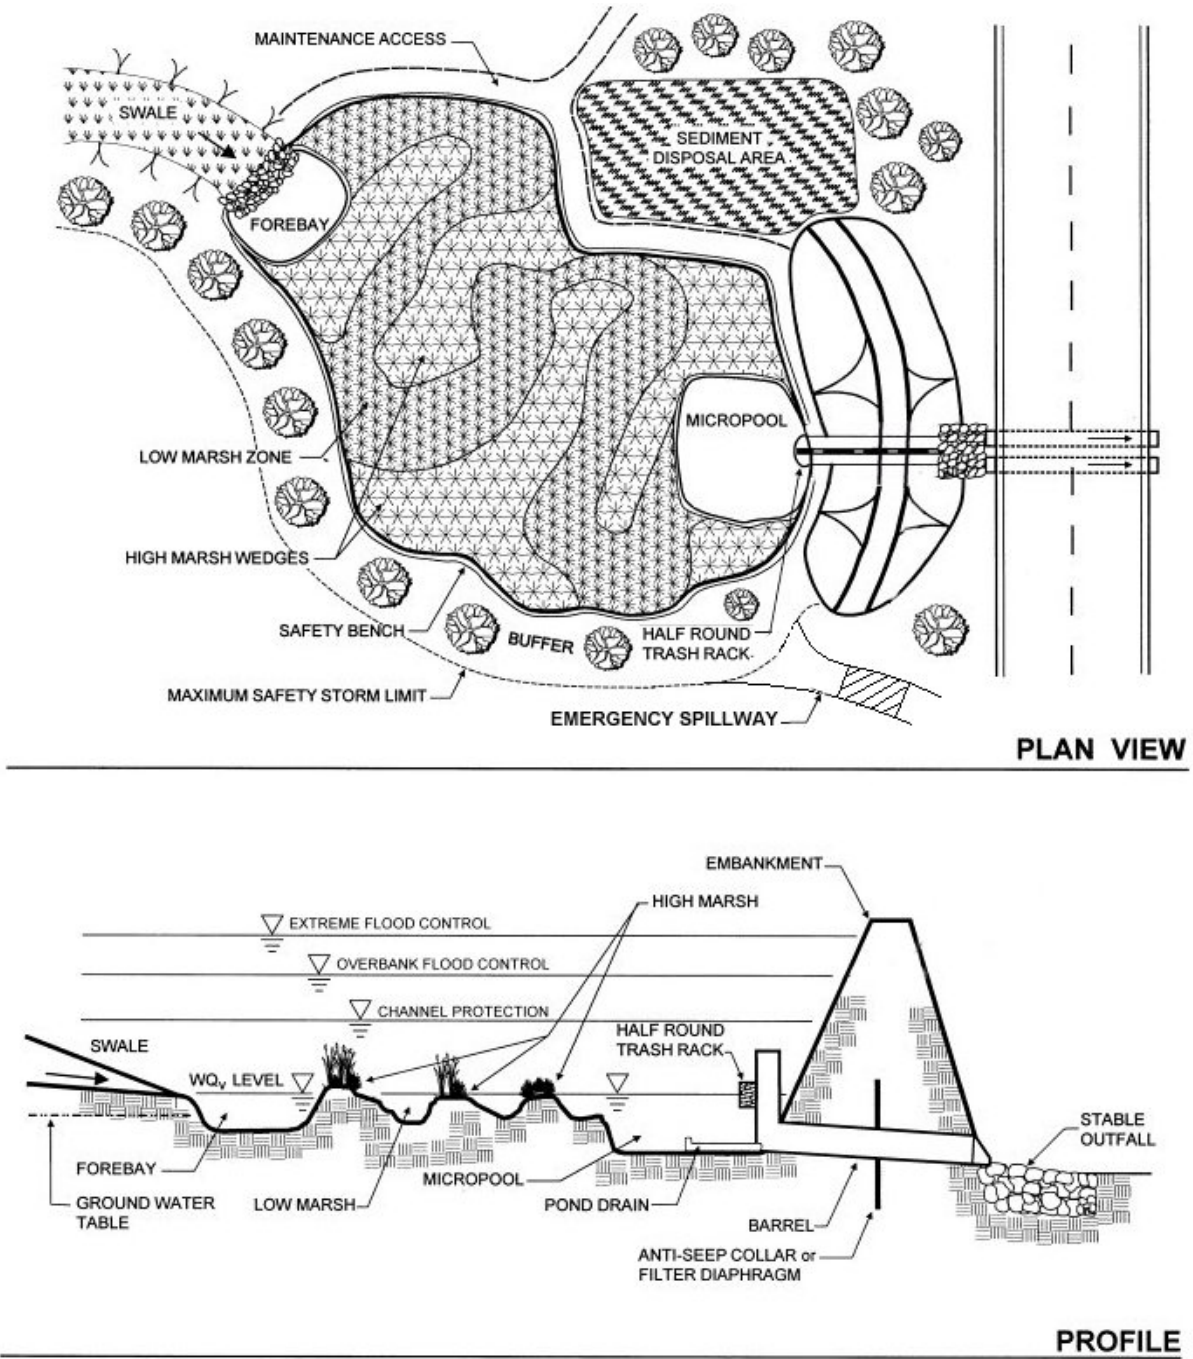 MAINTENANCE ACCESS
SWALE
SEDIMENT
DISPOSAL AREA
FOREBAY
MICROPOOL
LOW MARSH ZONE
HIGH MARSH WEDGES
SAFETY BENCH
BUFFER
HALF ROUND
TRASH RACK
MAXIMUM SAFETY STORM LIMIT
EMERGENCY SPILLWAY
PLAN VIEW
EMBANKMENT
HIGH MARSH
EXTREME FLOOD CONTROL
OVERBANK FLOOD CONTROL
CHANNEL PROTECTION
HALF ROUND
TRASH RACK
SWALE
WQv LEVEL
STABLE
OUTFALL
FOREBAY
MICROPOOL
GROUND WATER
TABLE
LOW MARSH
POND DRAIN
BARREL
ANTI-SEEP COLLAR or
FILTER DIAPHRAGM
PROFILE